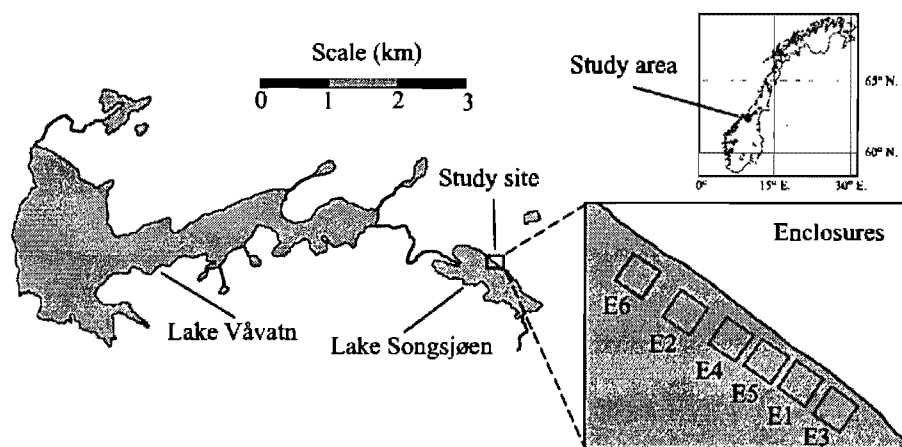 Scale (km)
0 1 2 3
Study area
65° N.
60° N.
0° 15° E. 30° E.
Study site
Enclosures
Lake Våvatn
Lake Songsjøen
E6
E2
E4
E5
E1
E3